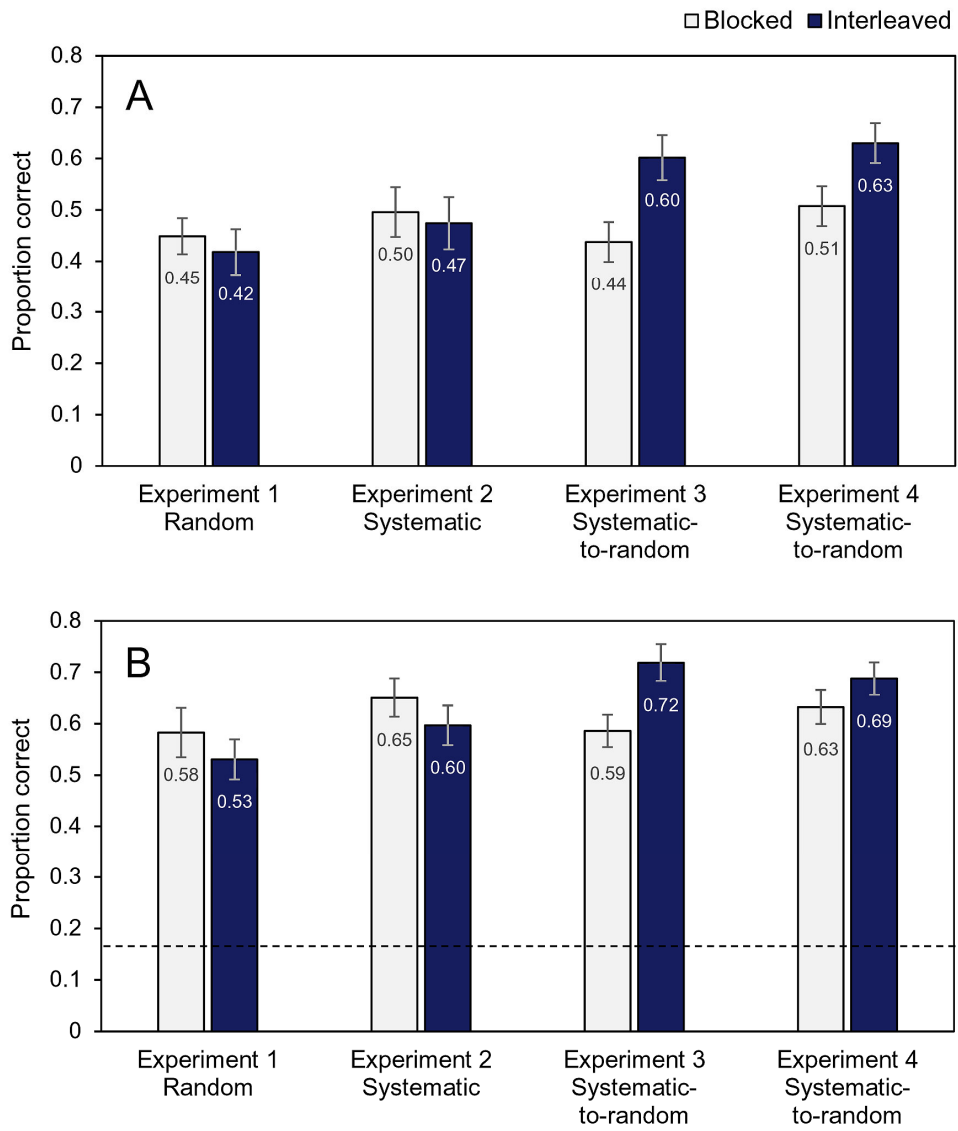 Blocked Interleaved
A
Proportion correct
0.8
0.7
0.6
0.5
0.4
0.3
0.2
0.1
0
0.45
0.42
0.50
0.47
0.44
0.60
0.51
0.63
Experiment 1
Random
Experiment 2
Systematic
Experiment 3
Systematic-
to-random
Experiment 4
Systematic-
to-random
B
Proportion correct
0.8
0.7
0.6
0.5
0.4
0.3
0.2
0.1
0
0.58
0.53
0.65
0.60
0.59
0.72
0.63
0.69
Experiment 1
Random
Experiment 2
Systematic
Experiment 3
Systematic-
to-random
Experiment 4
Systematic-
to-random